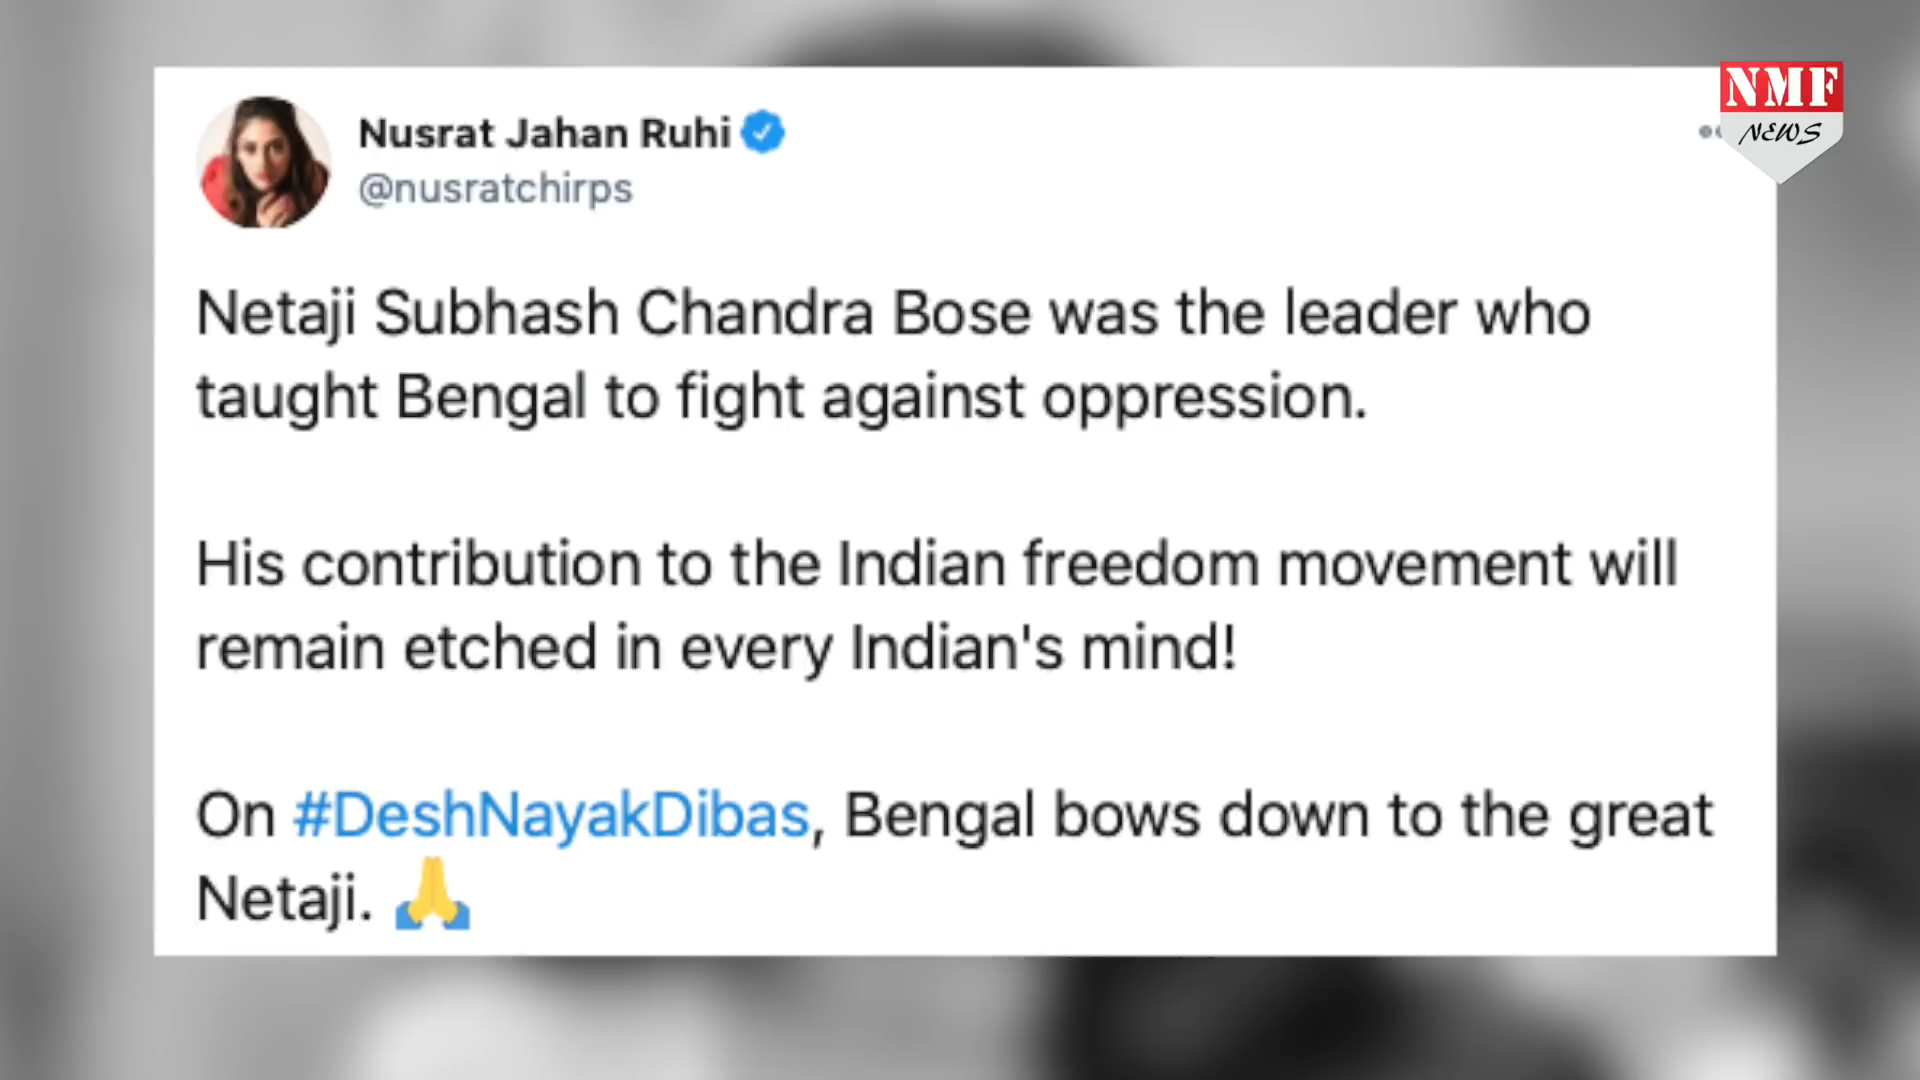 NMF
NEWS
Nusrat Jahan Ruhi
@nusratchirps
Netaji Subhash Chandra Bose was the leader who
taught Bengal to fight against oppression.
His contribution to the Indian freedom movement will
remain etched in every Indian's mind!
On #DeshNayakDibas, Bengal bows down to the great
Netaji. 🙏